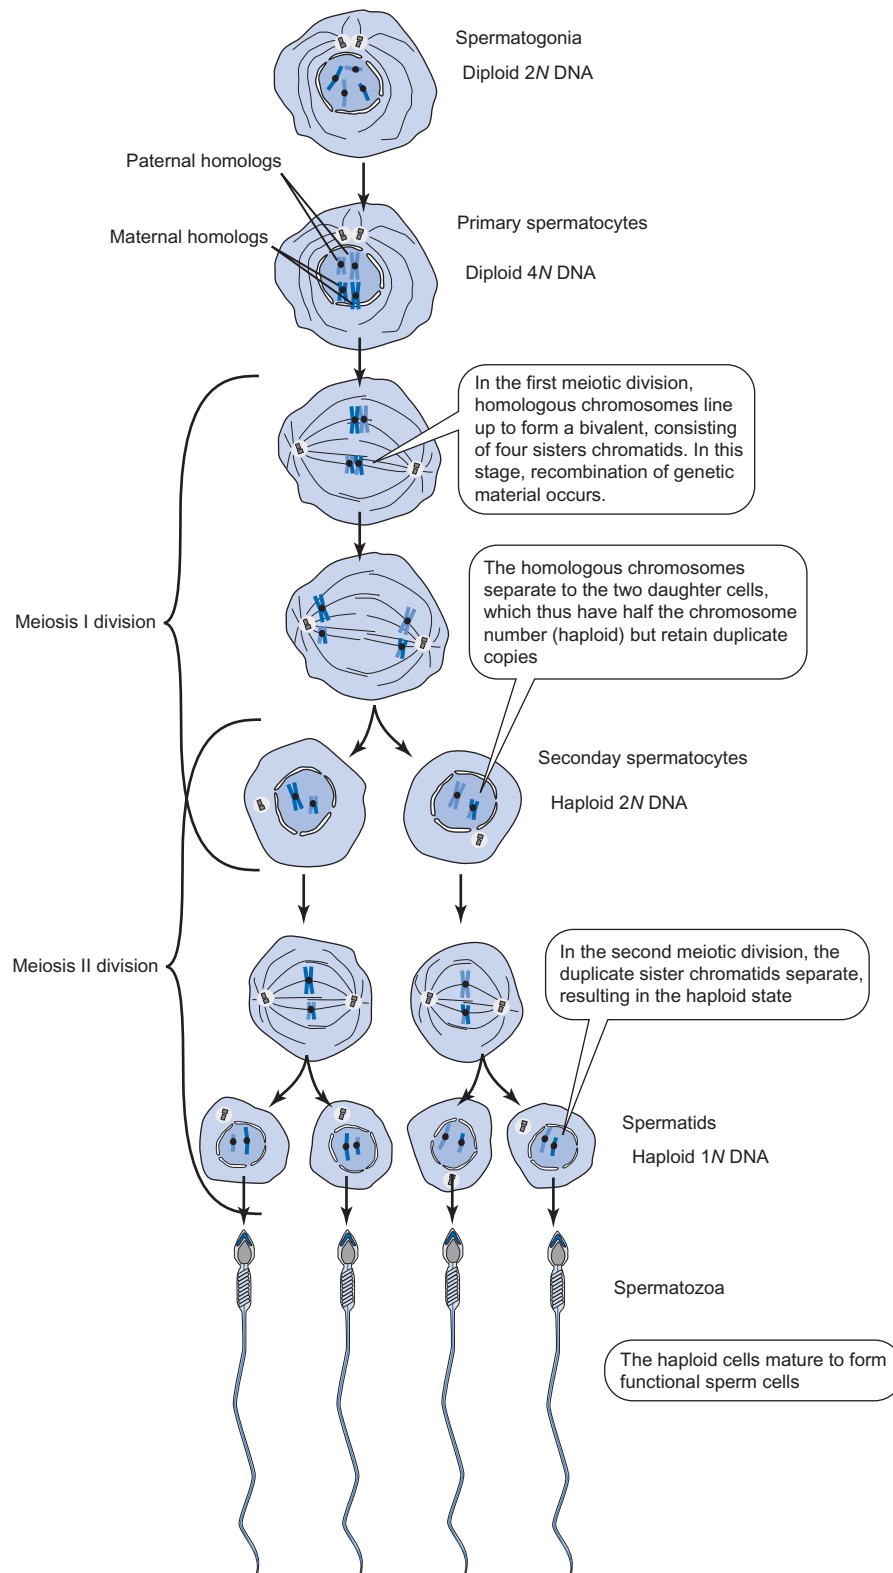 Spermatogonia
Diploid 2N DNA
Paternal homologs
Maternal homologs
Primary spermatocytes
Diploid 4N DNA
In the first meiotic division,
homologous chromosomes line
up to form a bivalent, consisting
of four sisters chromatids. In this
stage, recombination of genetic
material occurs.
The homologous chromosomes
separate to the two daughter cells,
which thus have half the chromosome
number (haploid) but retain duplicate
copies
Meiosis I division
Seconday spermatocytes
Haploid 2N DNA
In the second meiotic division, the
duplicate sister chromatids separate,
resulting in the haploid state
Meiosis II division
Spermatids
Haploid 1N DNA
Spermatozoa
The haploid cells mature to form
functional sperm cells